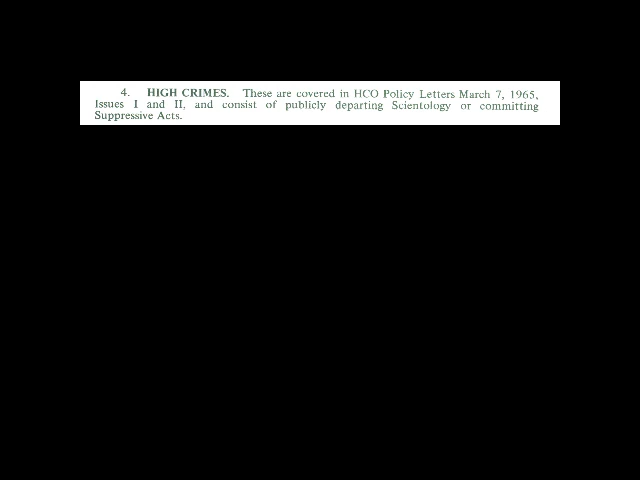 4. HIGH CRIMES. These are covered in HCO Policy Letters March 7, 1965,
Issues I and II, and consist of publicly departing Scientology or committing
Suppressive Acts.